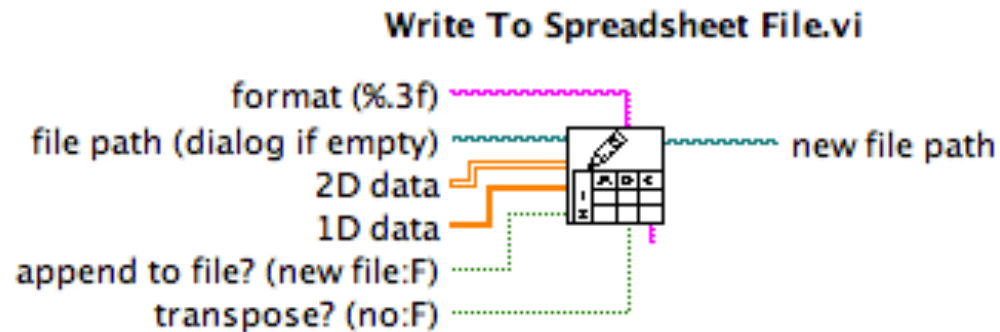 Write To Spreadsheet File.vi
format (%.3f)
file path (dialog if empty)
new file path
2D data
1D data
append to file? (new file:F)
transpose? (no:F)